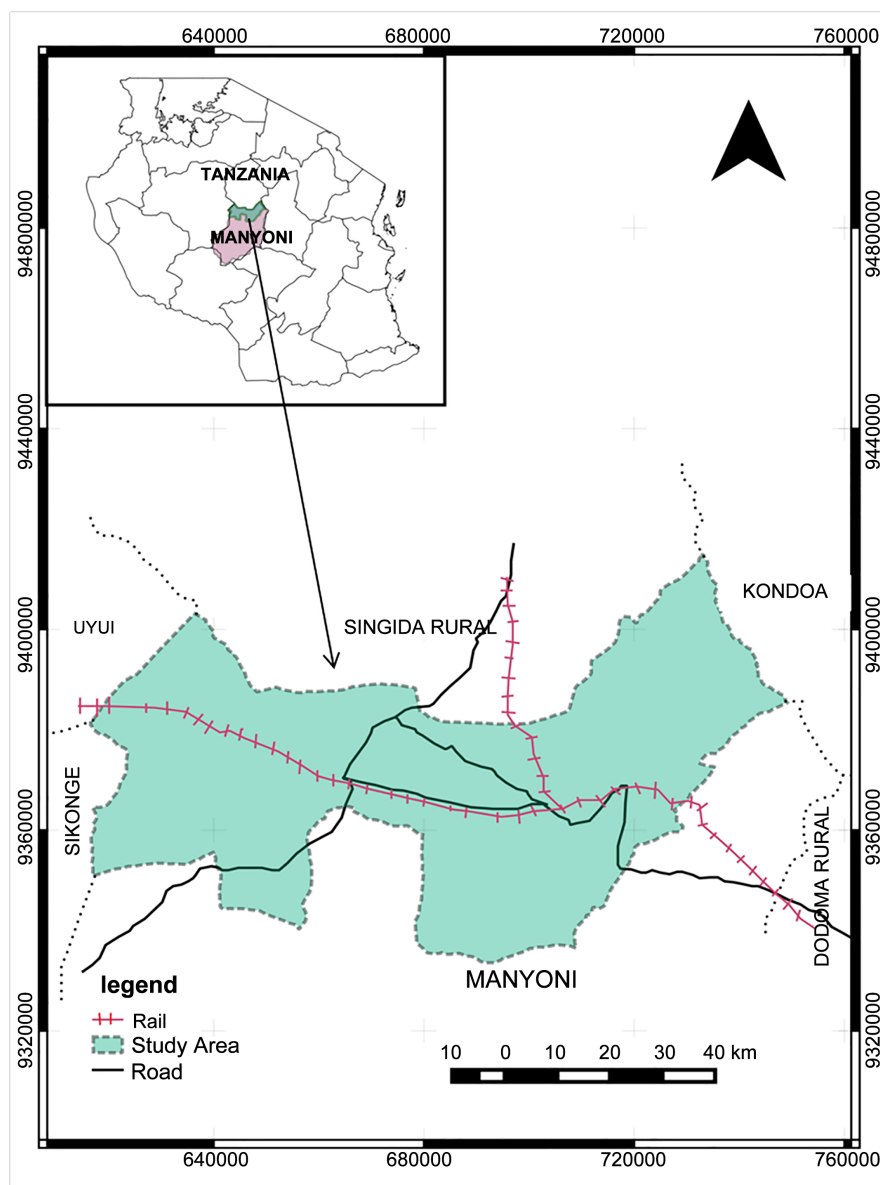 640000 680000 720000 760000
TANZANIA
MANYONI
9480000
9480000
9440000
9440000
KONDOA
UYUI
SINGIDA RURAL
9400000
9400000
SIKONGE
9360000
9360000
DODOMA RURAL
MANYONI
legend
Rail
Study Area
Road
10 0 10 22 30 40 km
9320000
9320000
640000 680000 720000 760000